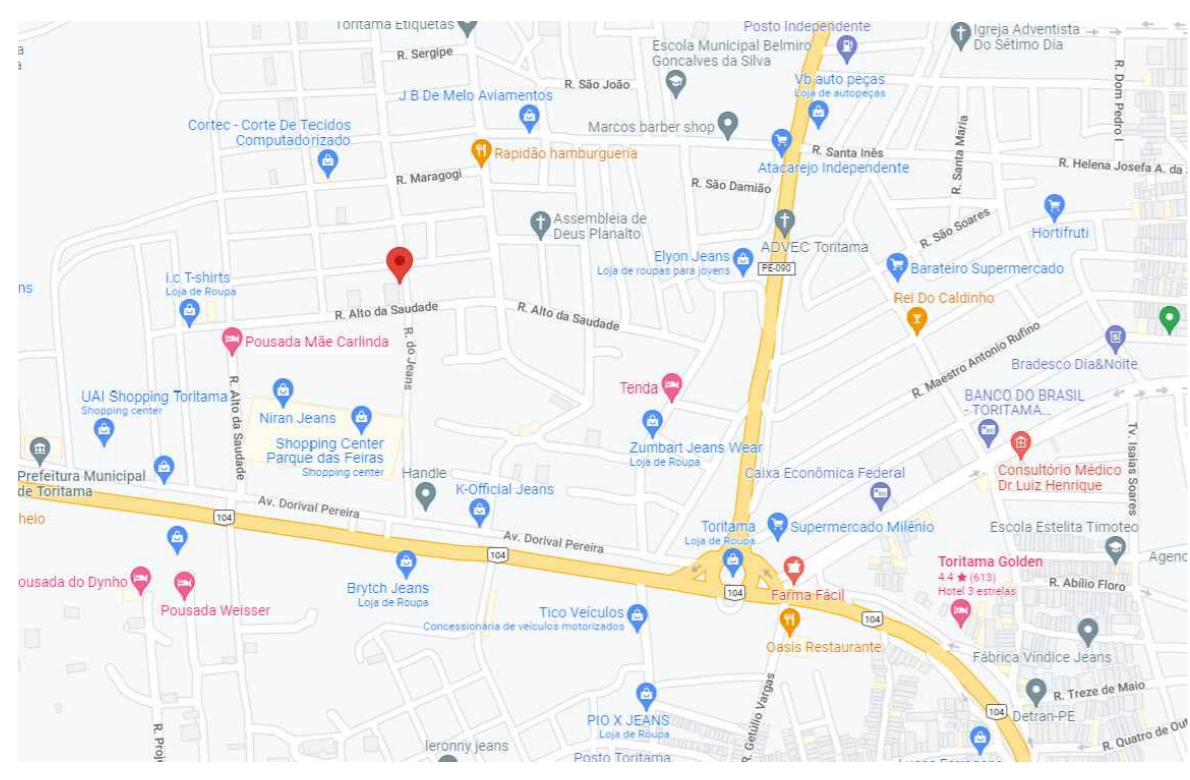 Toritama Etiquetas
Posto Independente
Igreja Adventista
Do Sétimo Dia
R. Sergipe
Escola Municipal Belmiro
Goncalves da Silva
R. São João
Vb auto peças
Loja de autopeças
R. Dom Pedro I
J B De Melo Aviamentos
Cortec - Corte De Tecidos
Computadorizado
Marcos barber shop
R. Santa Maria
Rapidão hamburgueria
R. Santa Inês
Atacarejo Independente
R. Helena Josefa A. da
R. Maragogi
R. São Damião
Assembleia de
Deus Planalto
R. São Soares
Hortifruti
ADVEC Toritama
Elyon Jeans
Loja de roupas para jovens
PE-090
Barateiro Supermercado
i.c T-shirts
Loja de Roupa
ns
Rei Do Caldinho
R. Alto da Saudade
R. Alto da Saudade
R. do Jeans
Pousada Mãe Carlinda
R. Maestro Antonio Rufino
Bradesco Dia&Noite
R. Alto da Saudade
UAI Shopping Toritama
Shopping center
Tenda
BANCO DO BRASIL
- TORITAMA...
Niran Jeans
Shopping Center
Parque das Feiras
Shopping center
Zumbart Jeans Wear
Loja de Roupa
Tv. Isaias Soares
Prefeitura Municipal
de Toritama
Handle
Caixa Econômica Federal
Consultório Médico
Dr Luiz Henrique
K-Official Jeans
Av. Dorival Pereira
104
heio
Av. Dorival Pereira
104
Toritama
Loja de Roupa
Supermercado Milênio
Escola Estelita Timoteo
Agenc
Toritama Golden
4.4 ★ (613)
Hotel 3 estrelas
R. Abílio Floro
ousada do Dynho
Pousada Weisser
Brytch Jeans
Loja de Roupa
104
Farma Fácil
104
Tico Veículos
Concessionária de veículos motorizados
Oasis Restaurante
Fábrica Vindice Jeans
R. Getúlio Vargas
R. Treze de Maio
104
Detran-PE
PIO X JEANS
Loja de Roupa
R. Proje
leronny jeans
R. Quatro de Out
Posto Toritama